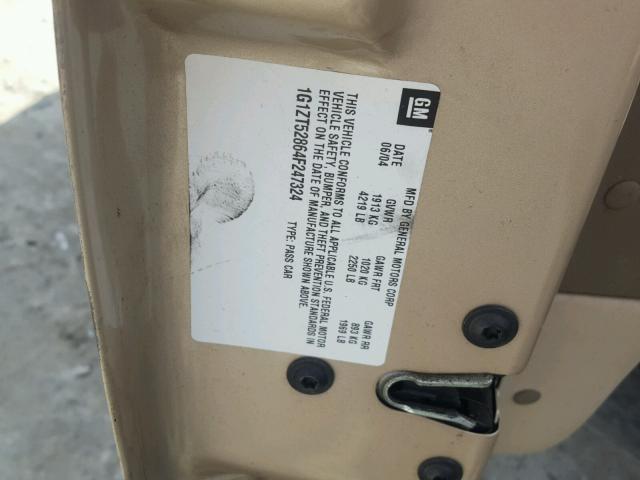 GM
MFD BY GENERAL MOTORS CORP
DATE GVWR GAWR FRT GAWR RR
06/04 1913 KG 1020 KG 893 KG
4219 LB 2250 LB 1969 LB
THIS VEHICLE CONFORMS TO ALL APPLICABLE U.S. FEDERAL MOTOR
VEHICLE SAFETY, BUMPER, AND THEFT PREVENTION STANDARDS IN
EFFECT ON THE DATE OF MANUFACTURE SHOWN ABOVE.
1G1ZT52864F247324 TYPE: PASS CAR